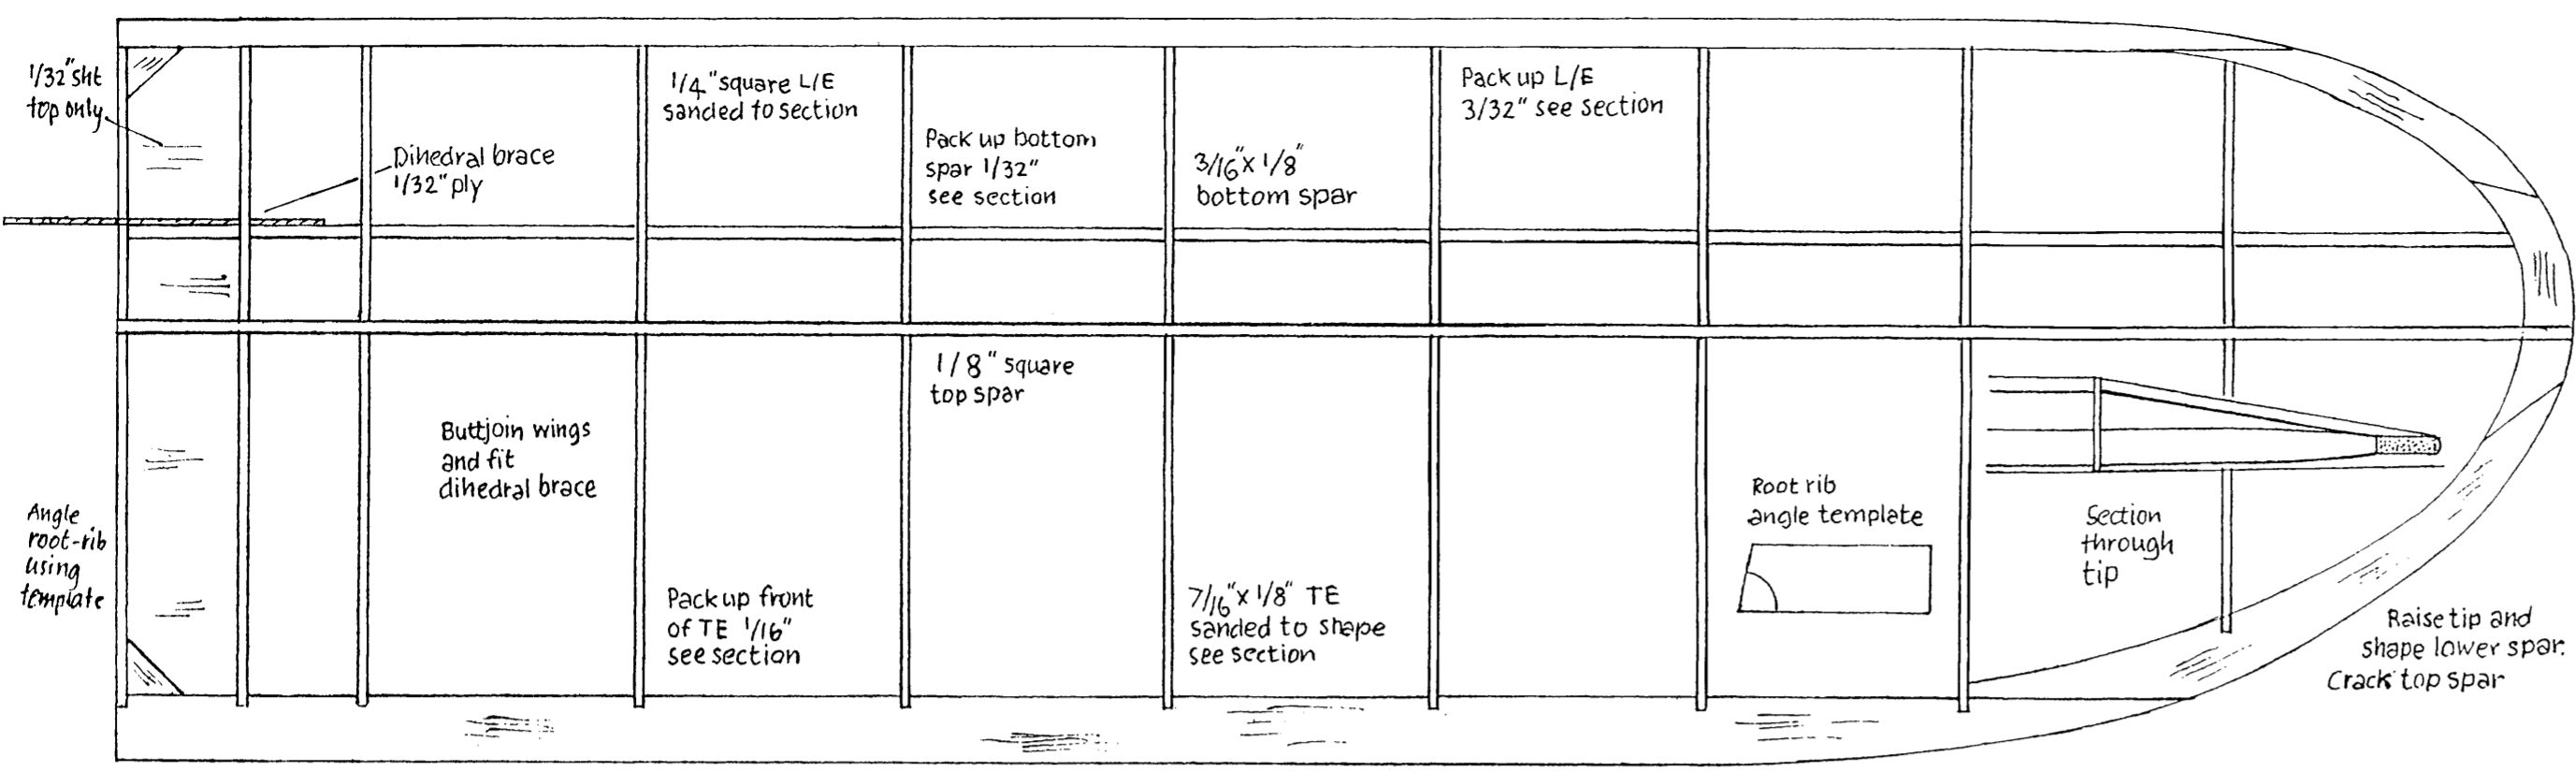 1/32" sht
top only
Dihedral brace
1/32" ply
1/4" square L/E
sanded to section
Pack up bottom
spar 1/32"
see section
3/16" x 1/8"
bottom spar
Pack up L/E
3/32" see section
1/8" square
top spar
Buttjoin wings
and fit
dihedral brace
Angle
root-rib
using
template
Pack up front
of TE 1/16"
see section
7/16" x 1/8" TE
sanded to shape
see section
Root rib
angle template
Section
through
tip
Raise tip and
shape lower spar.
Crack top spar